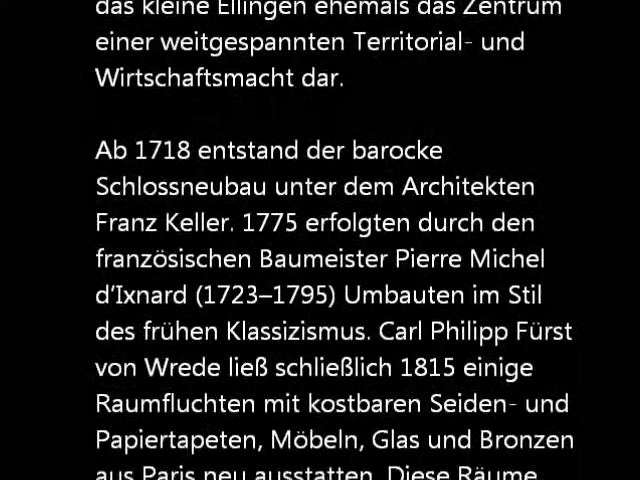 das kleine Ellingen ehemals das Zentrum
einer weitgespannten Territorial- und
Wirtschaftsmacht dar.
Ab 1718 entstand der barocke
Schlossneubau unter dem Architekten
Franz Keller. 1775 erfolgten durch den
französischen Baumeister Pierre Michel
d'Ixnard (1723–1795) Umbauten im Stil
des frühen Klassizismus. Carl Philipp Fürst
von Wrede ließ schließlich 1815 einige
Raumfluchten mit kostbaren Seiden- und
Papiertapeten, Möbeln, Glas und Bronzen
aus Paris neu ausstatten. Diese Räume